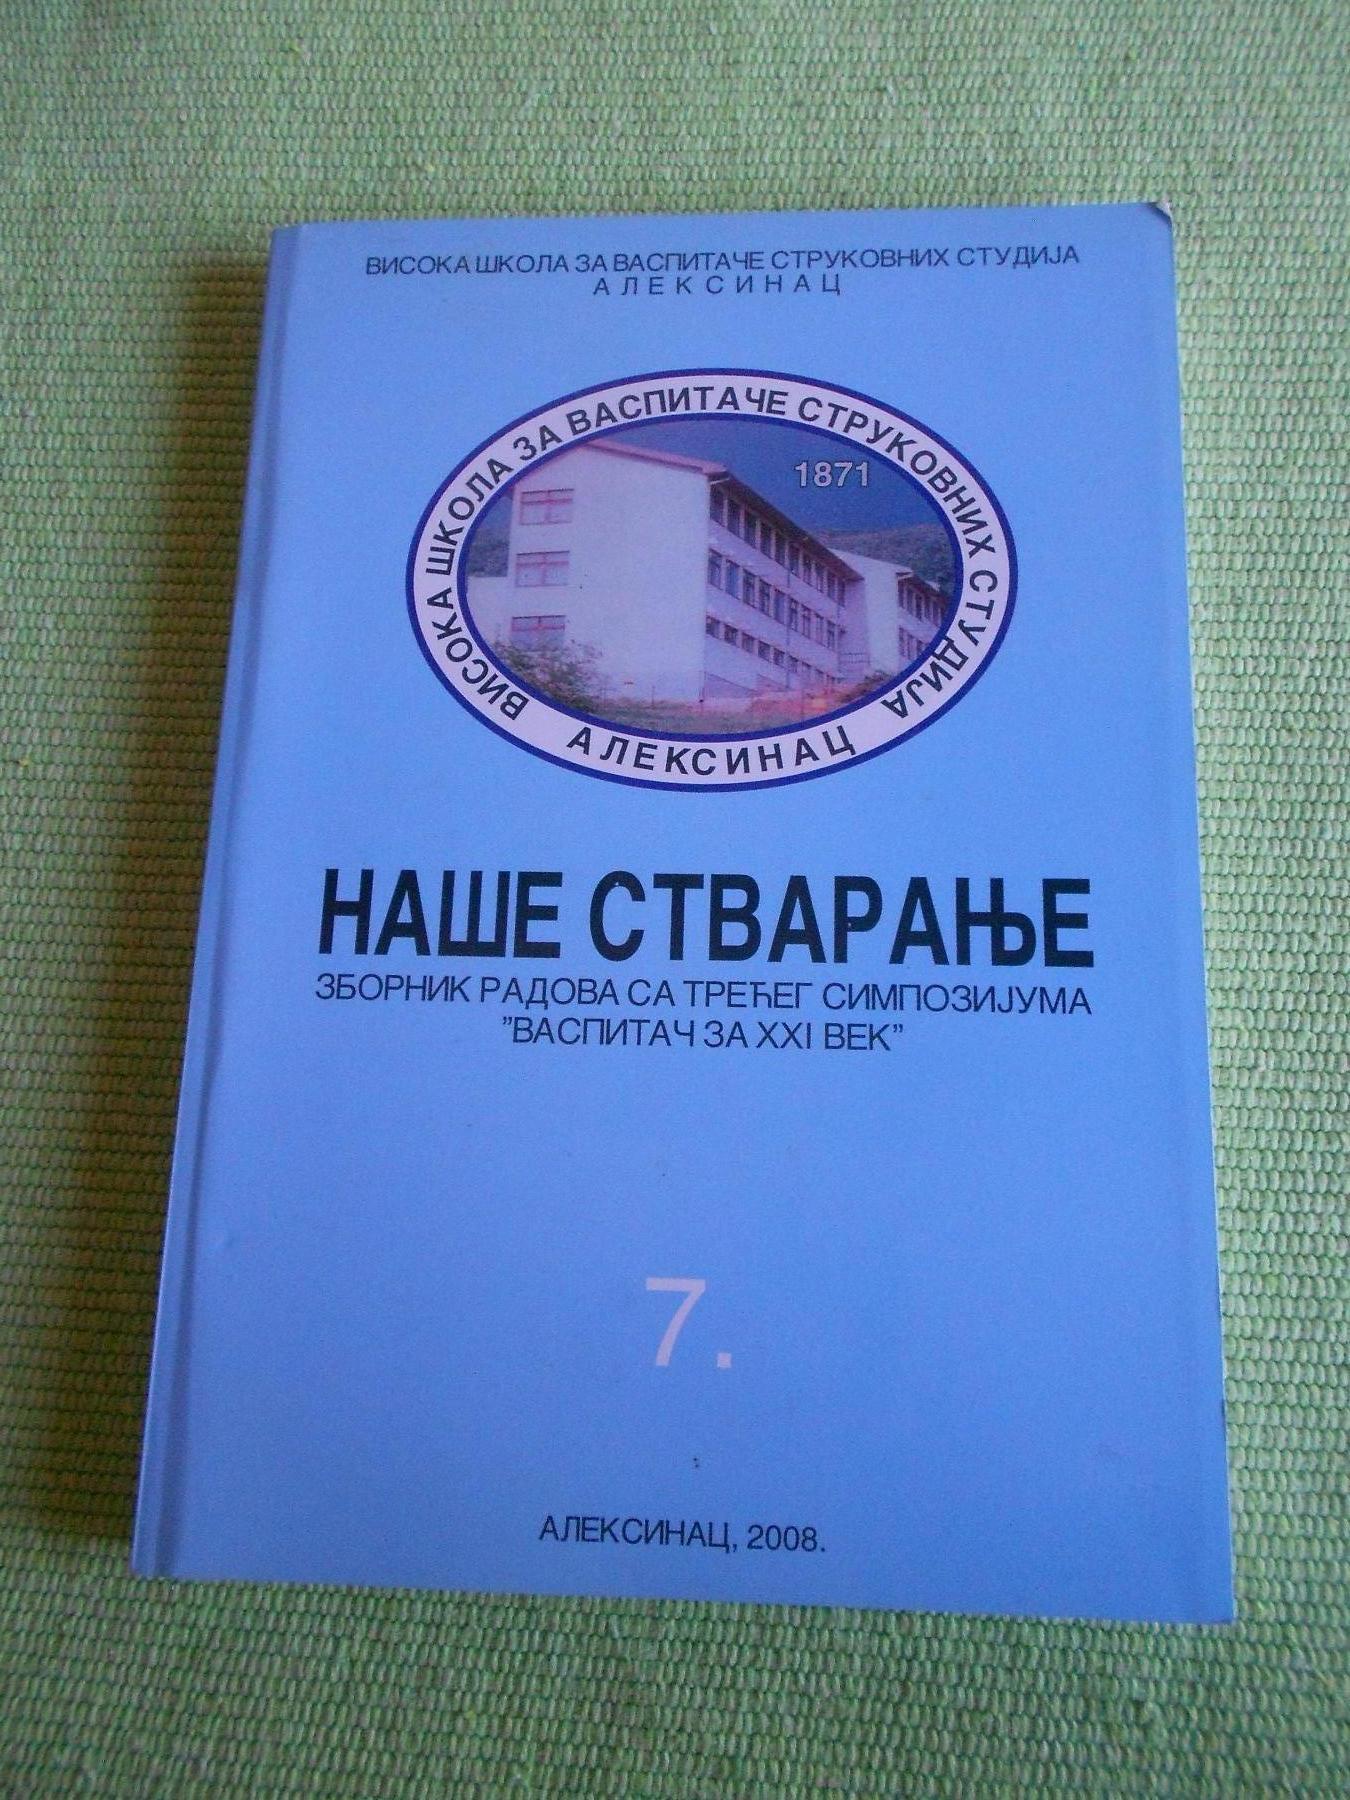 ВИСОКА ШКОЛА ЗА ВАСПИТАЧЕ СТРУКОВНИХ СТУДИЈА
АЛЕКСИНАЦ
ВИСОКА ШКОЛА ЗА ВАСПИТАЧЕ СТРУКОВНИХ СТУДИЈА
1871
АЛЕКСИНАЦ
НАШЕ СТВАРАЊЕ
ЗБОРНИК РАДОВА СА ТРЕЋЕГ СИМПОЗИЈУМА
"ВАСПИТАЧ ЗА XXI ВЕК"
7.
АЛЕКСИНАЦ, 2008.